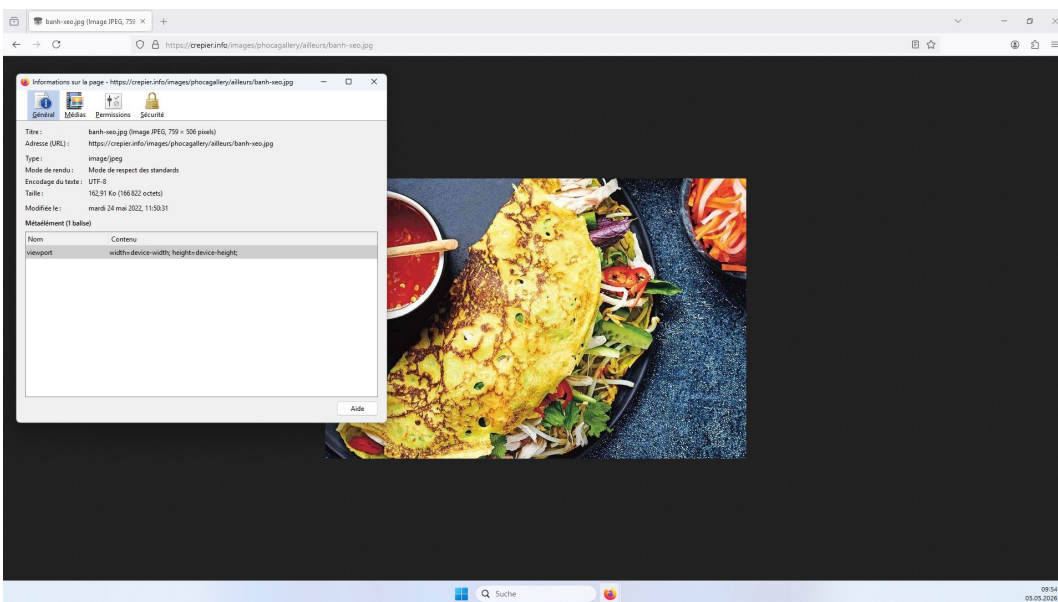 banh-xeo.jpg (Image JPEG, 759
https://crepier.info/images/phocagallery/ailleurs/banh-xeo.jpg
Informations sur la page - https://crepier.info/images/phocagallery/ailleurs/banh-xeo.jpg
Général Médias Permissions Sécurité
Titre : banh-xeo.jpg (Image JPEG, 759 × 506 pixels)
Adresse (URL) : https://crepier.info/images/phocagallery/ailleurs/banh-xeo.jpg
Type : image/jpeg
Mode de rendu : Mode de respect des standards
Encodage du texte : UTF-8
Taille : 162,91 Ko (166 822 octets)
Modifiée le : mardi 24 mai 2022, 11:50:31
Métaélément (1 balise)
Nom Contenu
viewport width=device-width; height=device-height;
Aide
Suche
09:54
05.05.2026